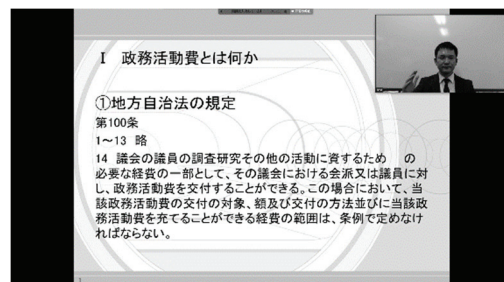 Ⅰ 政務活動費とは何か
①地方自治法の規定
第100条
1～13 略
14 議会の議員の調査研究その他の活動に資するため の
必要な経費の一部として、その議会における会派又は議員に対
し、政務活動費を交付することができる。この場合において、当
該政務活動費の交付の対象、額及び交付の方法並びに当該政
務活動費を充てることができる経費の範囲は、条例で定めなけ
ればならない。